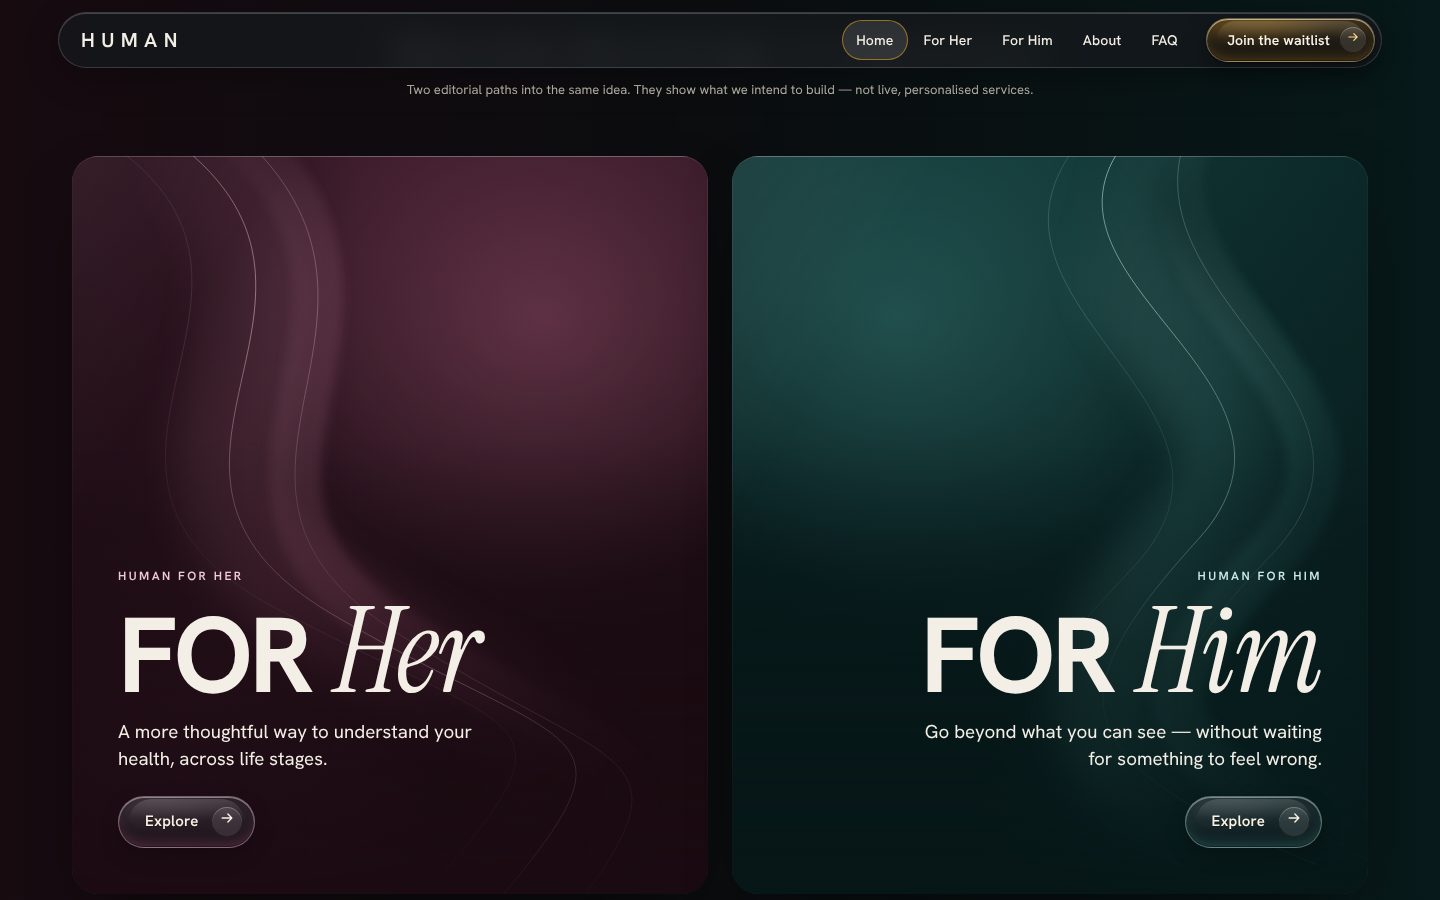 HUMAN
Home
For Her
For Him
About
FAQ
Join the waitlist →
Two editorial paths into the same idea. They show what we intend to build — not live, personalised services.
HUMAN FOR HER
FOR Her
A more thoughtful way to understand your
health, across life stages.
Explore →
HUMAN FOR HIM
FOR Him
Go beyond what you can see — without waiting
for something to feel wrong.
Explore →